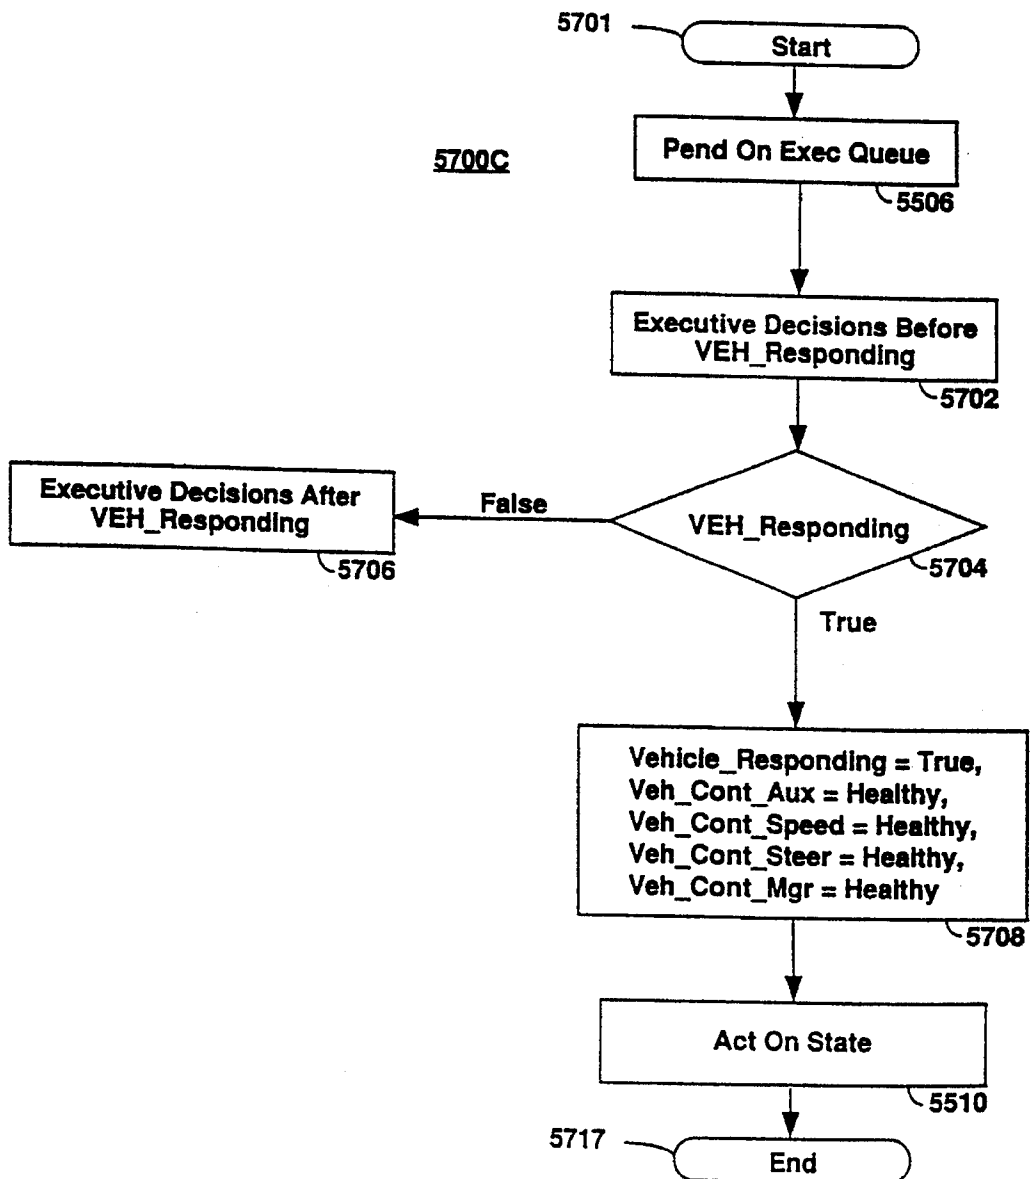 5701
Start
5700C
Pend On Exec Queue
5506
Executive Decisions Before
VEH_Responding
5702
Executive Decisions After
VEH_Responding
5706
False
VEH_Responding
5704
True
Vehicle_Responding = True,
Veh_Cont_Aux = Healthy,
Veh_Cont_Speed = Healthy,
Veh_Cont_Steer = Healthy,
Veh_Cont_Mgr = Healthy
5708
Act On State
5510
5717
End